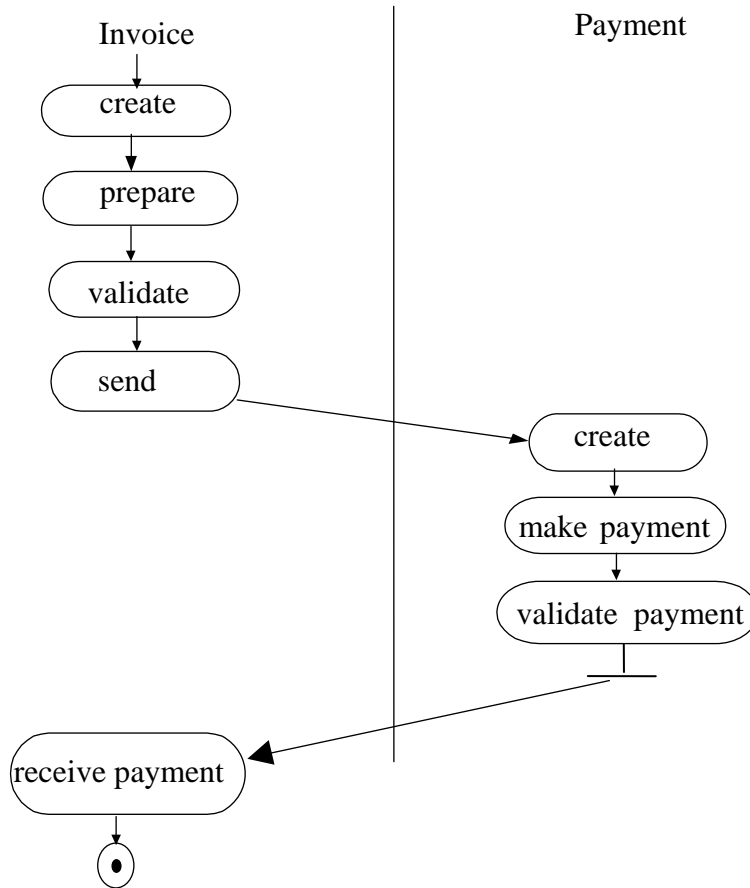 Invoice
Payment
create
prepare
validate
send
create
make payment
validate payment
receive payment